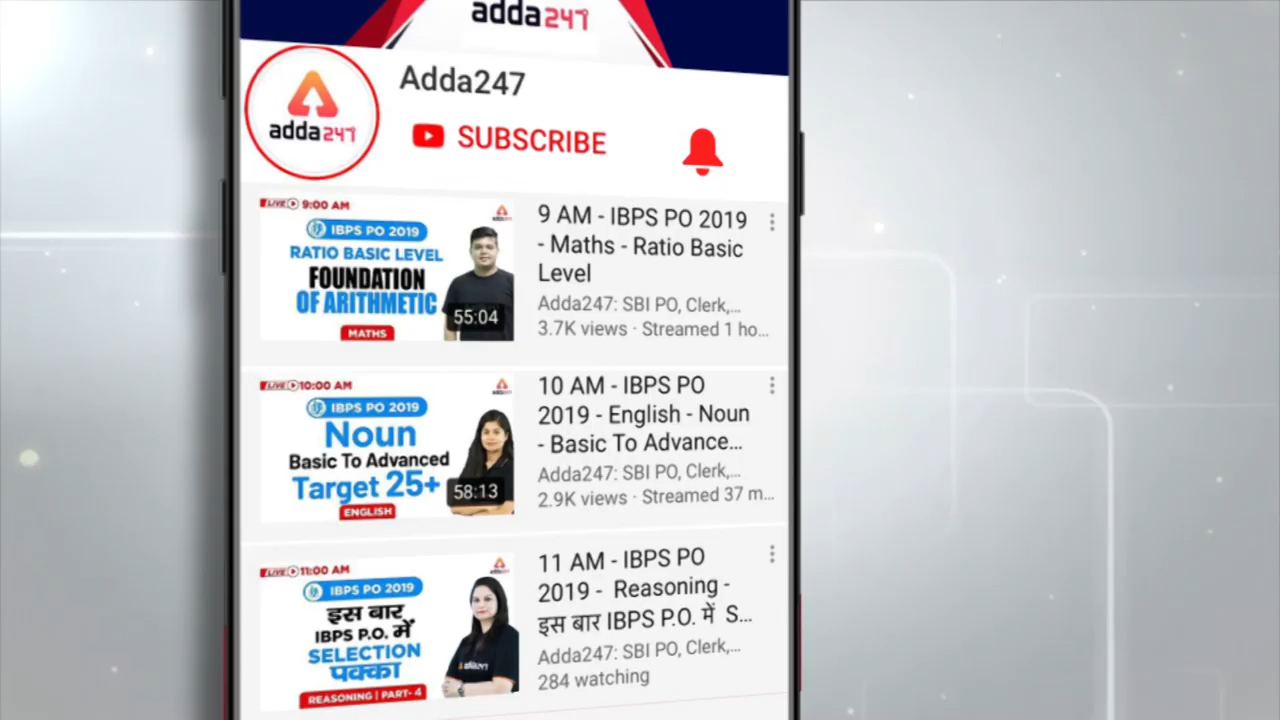 adda247
adda247
Adda247
SUBSCRIBE
LIVE 9:00 AM
IBPS PO 2019
RATIO BASIC LEVEL
FOUNDATION
OF ARITHMETIC
MATHS
55:04
9 AM - IBPS PO 2019
- Maths - Ratio Basic
Level
Adda247: SBI PO, Clerk,...
3.7K views · Streamed 1 ho...
LIVE 10:00 AM
IBPS PO 2019
Noun
Basic To Advanced
Target 25+
ENGLISH
58:13
10 AM - IBPS PO
2019 - English - Noun
- Basic To Advance...
Adda247: SBI PO, Clerk,...
2.9K views · Streamed 37 m...
LIVE 11:00 AM
IBPS PO 2019
इस बार
IBPS P.O. में
SELECTION
पक्का
REASONING | PART- 4
adda247
11 AM - IBPS PO
2019 - Reasoning -
इस बार IBPS P.O. में S...
Adda247: SBI PO, Clerk,...
284 watching